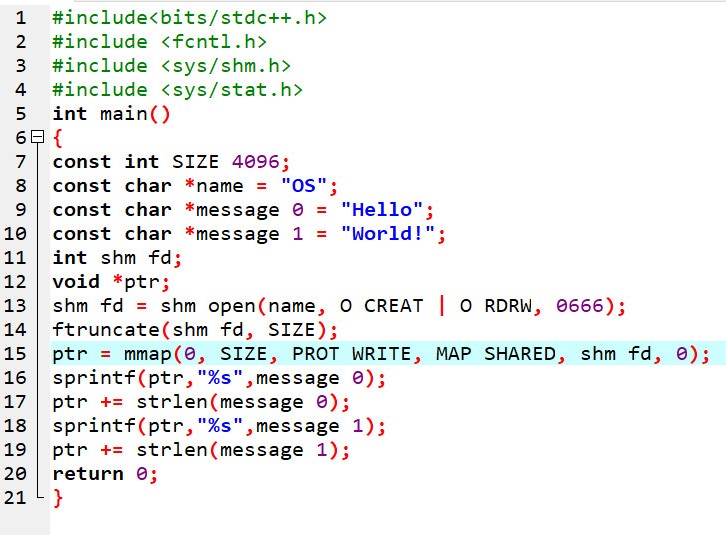 1 #include<bits/stdc++.h>
2 #include <fcntl.h>
3 #include <sys/shm.h>
4 #include <sys/stat.h>
5 int main()
6 {
7 const int SIZE 4096;
8 const char *name = "OS";
9 const char *message 0 = "Hello";
10 const char *message 1 = "World!";
11 int shm fd;
12 void *ptr;
13 shm fd = shm open(name, O CREAT | O RDRW, 0666);
14 ftruncate(shm fd, SIZE);
15 ptr = mmap(0, SIZE, PROT WRITE, MAP SHARED, shm fd, 0);
16 sprintf(ptr,"%s",message 0);
17 ptr += strlen(message 0);
18 sprintf(ptr,"%s",message 1);
19 ptr += strlen(message 1);
20 return 0;
21 }